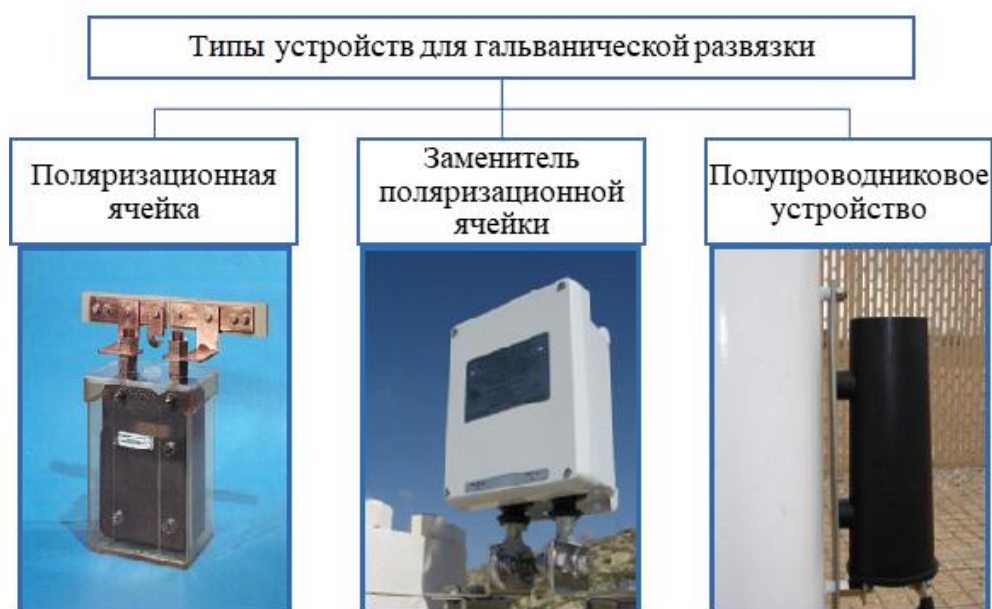 Типы устройств для гальванической развязки
Поляризационная
ячейка
Заменитель
поляризационной
ячейки
Полупроводниковое
устройство